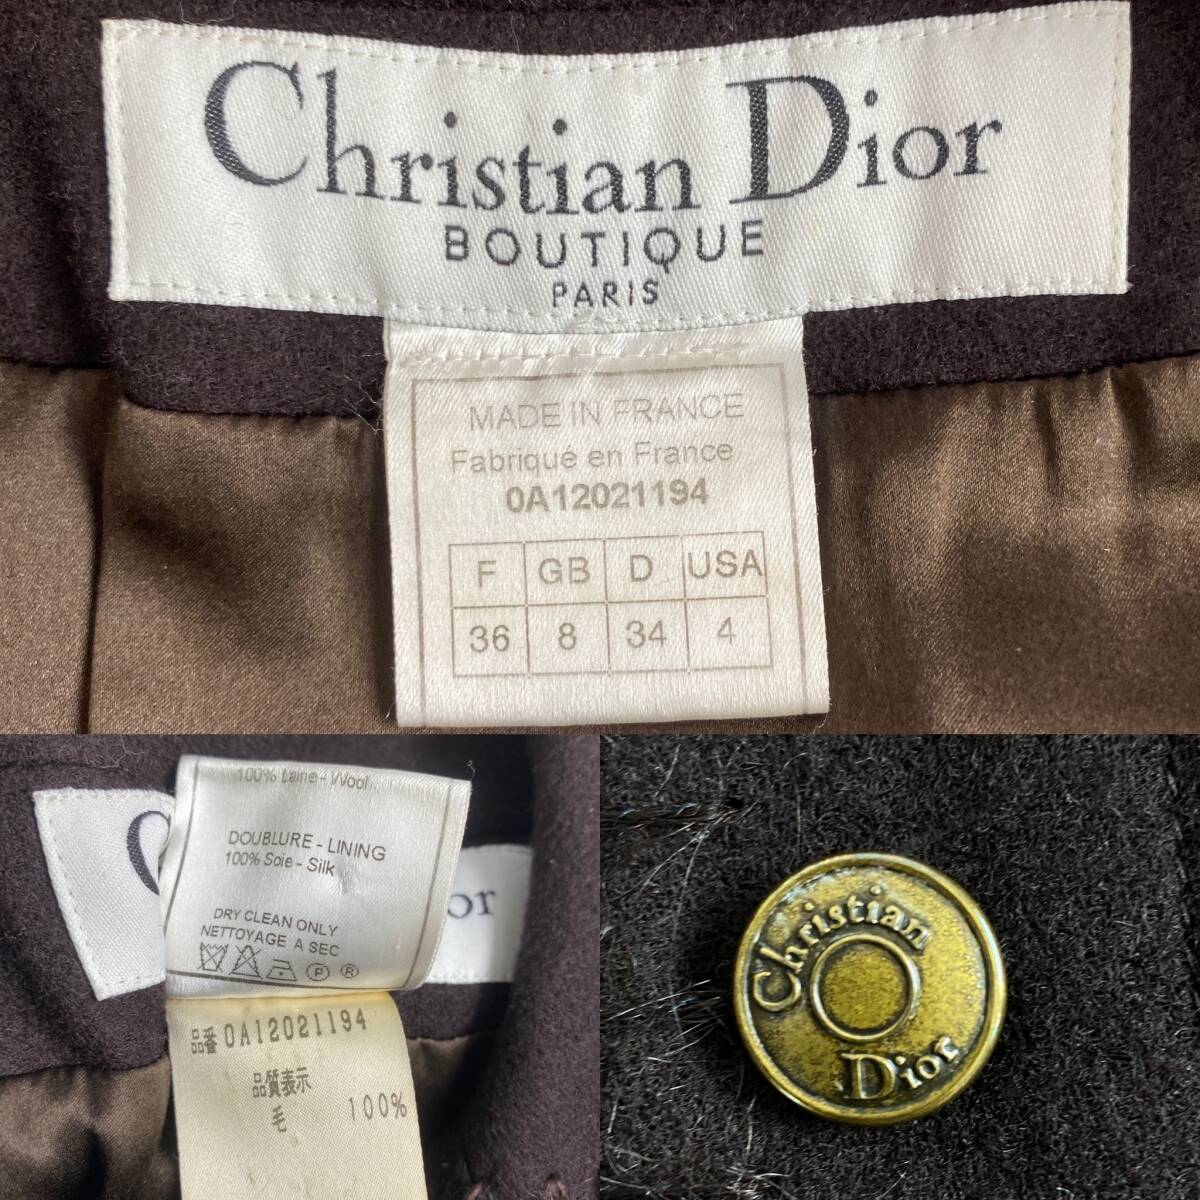 Christian Dior
BOUTIQUE
PARIS
MADE IN FRANCE
Fabriqué en France
0A12021194
F GB D USA
36 8 34 4
100% Laine - Wool
DOUBLURE - LINING
100% Soie - Silk
DRY CLEAN ONLY
NETTOYAGE A SEC
P R
C
ior
品番 0A12021194
品質表示
毛 100%
Christian
Dior